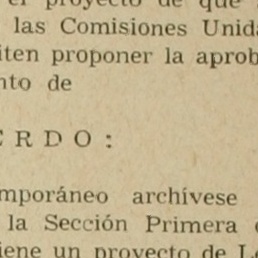 el proyecto de que
las Comisiones Unid
iten proponer la aprob
nto de
E R D O :
mporáneo archívese
la Sección Primera
iene un proyecto de L